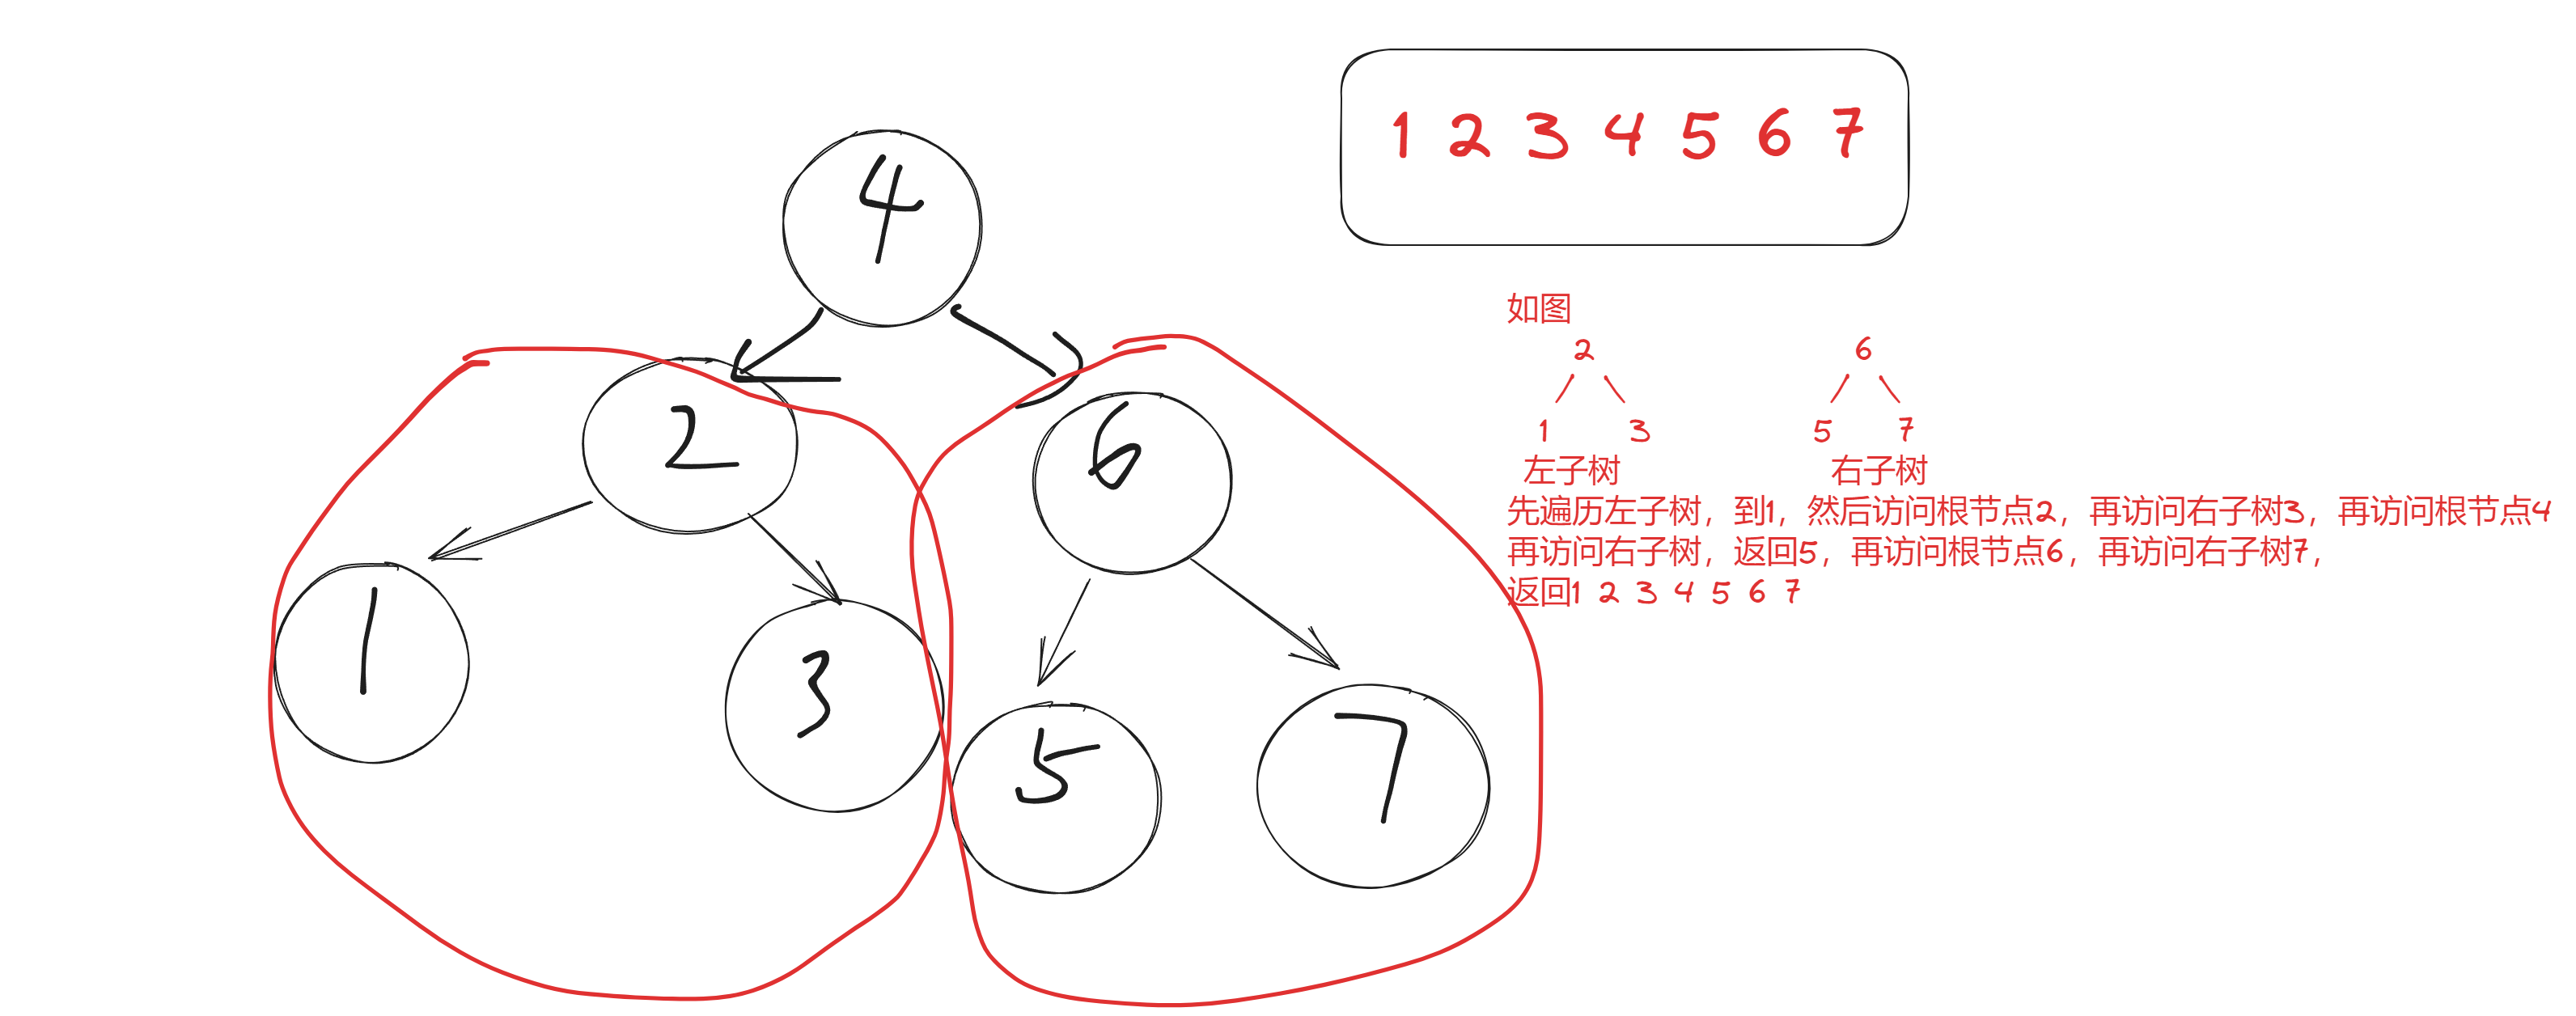 4
2
6
1
3
5
7
1 2 3 4 5 6 7
如图
2 6
1 3 5 7
左子树 右子树
先遍历左子树，到1，然后访问根节点2，再访问右子树3，再访问根节点4
再访问右子树，返回5，再访问根节点6，再访问右子树7，
返回1 2 3 4 5 6 7